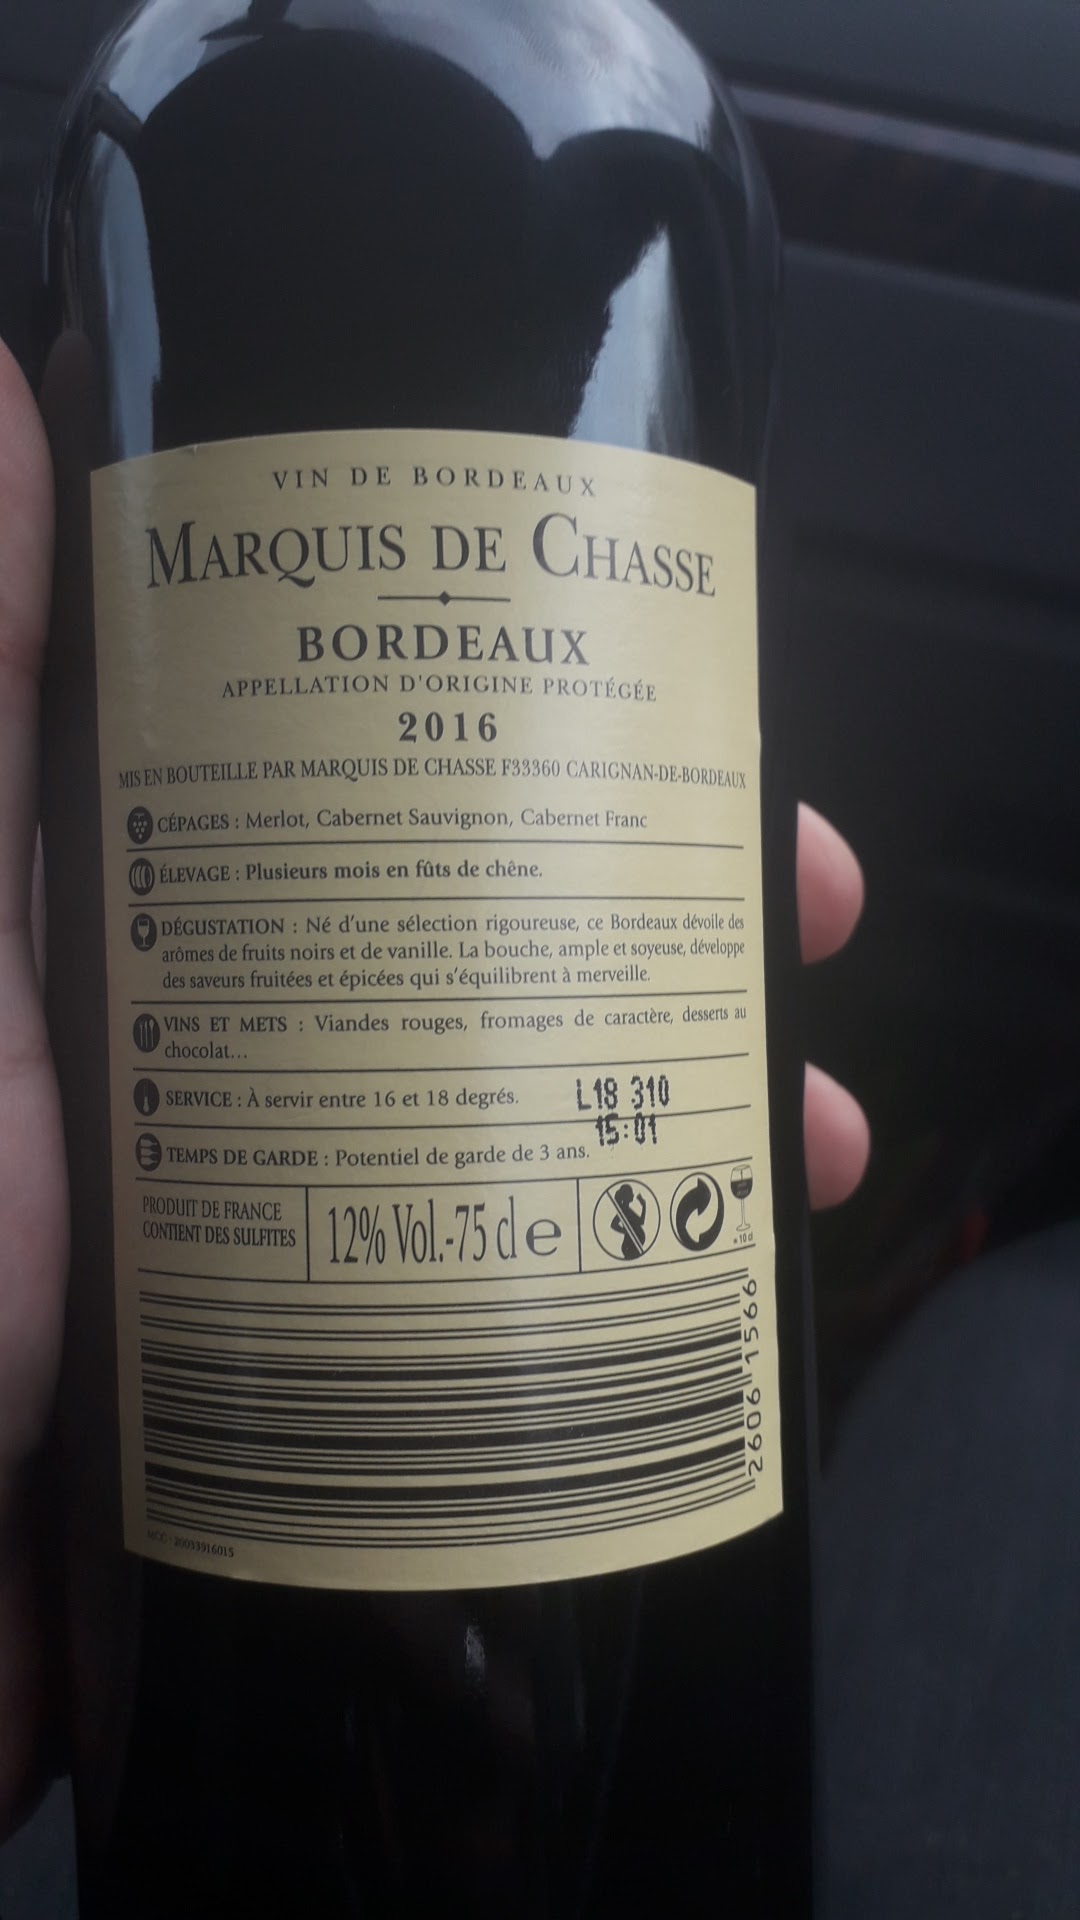 VIN DE BORDEAUX
MARQUIS DE CHASSE
BORDEAUX
APPELLATION D'ORIGINE PROTÉGÉE
2016
MIS EN BOUTEILLE PAR MARQUIS DE CHASSE F33360 CARIGNAN-DE-BORDEAUX
CÉPAGES : Merlot, Cabernet Sauvignon, Cabernet Franc
ÉLEVAGE : Plusieurs mois en fûts de chêne.
DÉGUSTATION : Né d'une sélection rigoureuse, ce Bordeaux dévoile des
arômes de fruits noirs et de vanille. La bouche, ample et soyeuse, développe
des saveurs fruitées et épicées qui s'équilibrent à merveille.
VINS ET METS : Viandes rouges, fromages de caractère, desserts au
chocolat...
SERVICE : À servir entre 16 et 18 degrés.
L18 310
15:01
TEMPS DE GARDE : Potentiel de garde de 3 ans.
PRODUIT DE FRANCE
CONTIENT DES SULFITES
12% Vol.-75 cl e
= 10 cl
2606 1566
MCC : 20033916015